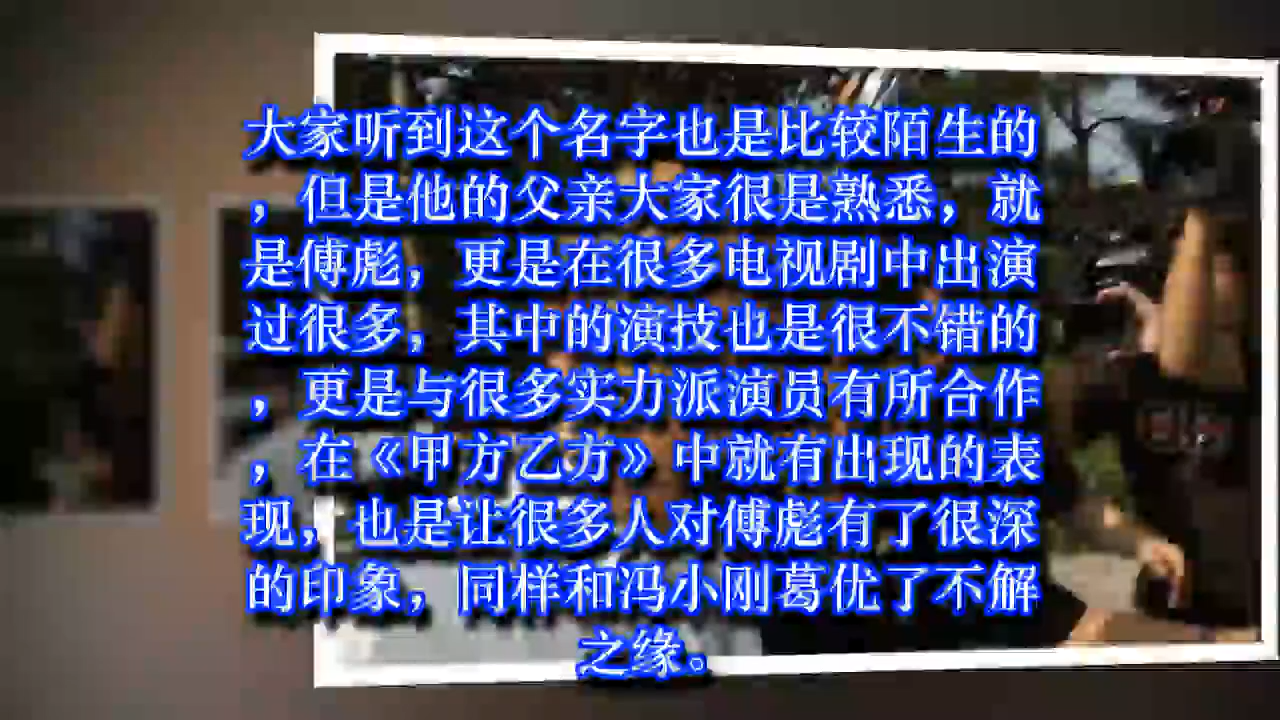 大家听到这个名字也是比较陌生的
，但是他的父亲大家很是熟悉，就
是傅彪，更是在很多电视剧中出演
过很多，其中的演技也是很不错的
，更是与很多实力派演员有所合作
，在《甲方乙方》中就有出现的表
现，也是让很多人对傅彪有了很深
的印象，同样和冯小刚葛优了不解
之缘。